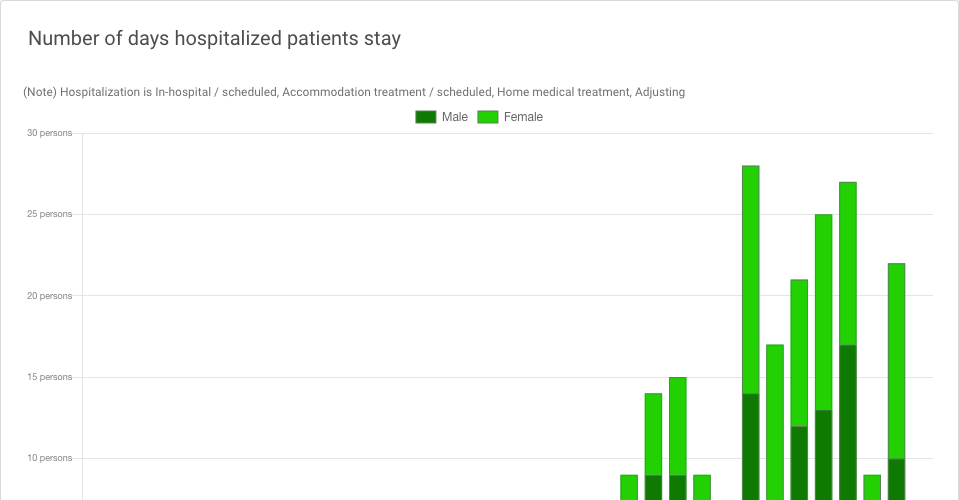 Number of days hospitalized patients stay
(Note) Hospitalization is In-hospital / scheduled, Accommodation treatment / scheduled, Home medical treatment, Adjusting
Male Female
30 persons
25 persons
20 persons
15 persons
10 persons